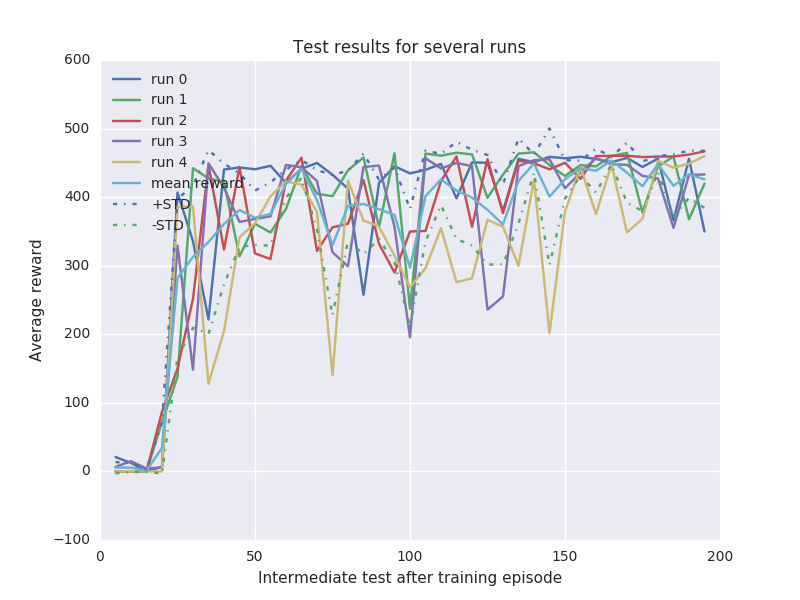 Test results for several runs
600
500
400
300
200
100
0
−100
run 0
run 1
run 2
run 3
run 4
mean reward
+STD
-STD
Average reward
0 50 100 150 200
Intermediate test after training episode